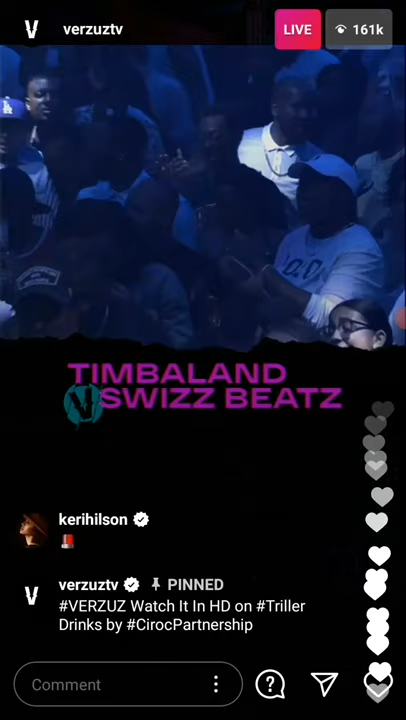 verzuztv
LIVE
161k
TIMBALAND
SWIZZ BEATZ
kerihilson
verzuztv PINNED
#VERZUZ Watch It In HD on #Triller
Drinks by #CirocPartnership
Comment